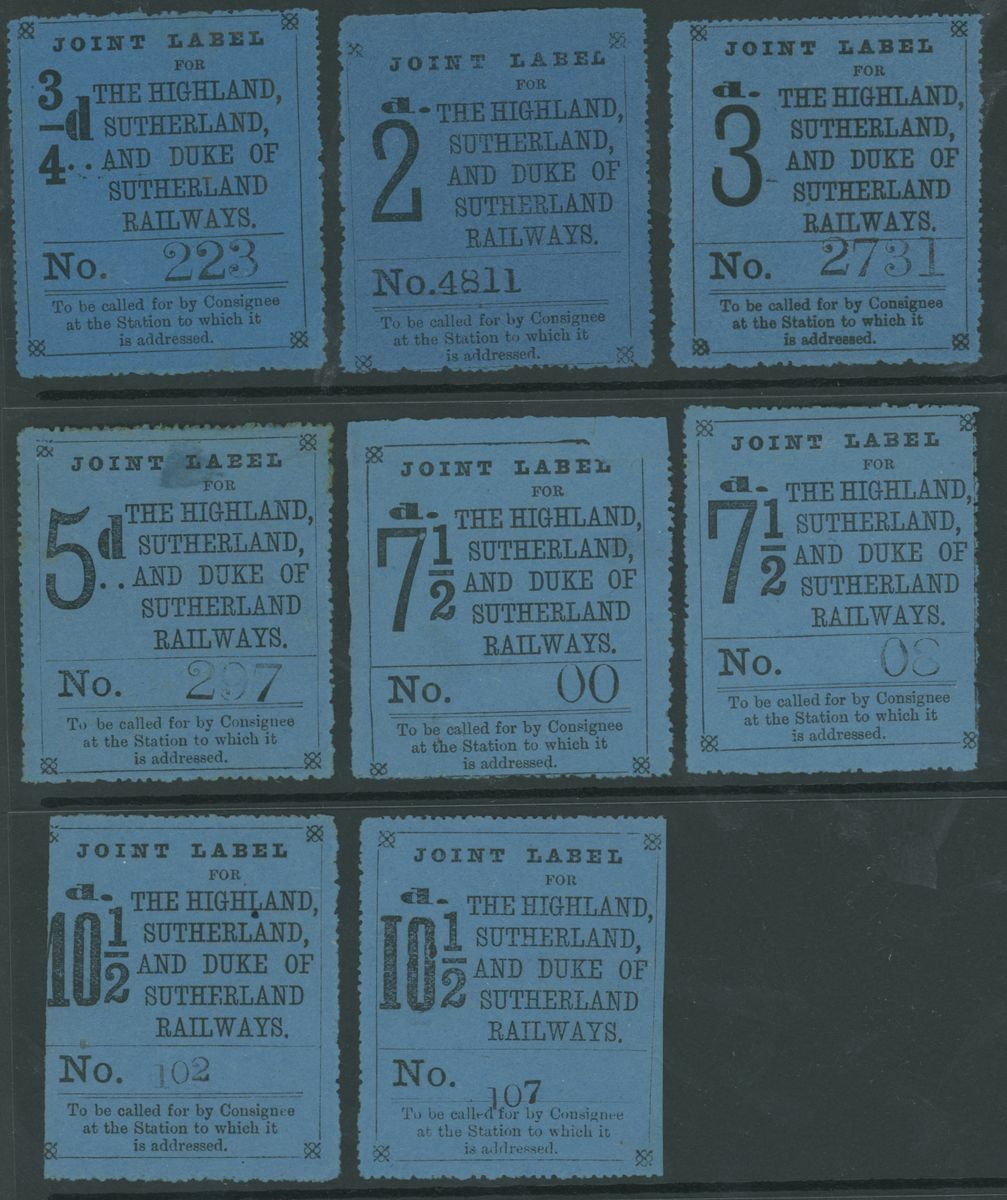 JOINT LABEL
FOR
3/4d..
THE HIGHLAND,
SUTHERLAND,
AND DUKE OF
SUTHERLAND
RAILWAYS.
No. 223
To be called for by Consignee
at the Station to which it
is addressed.
JOINT LABEL
FOR
d.
2
THE HIGHLAND,
SUTHERLAND,
AND DUKE OF
SUTHERLAND
RAILWAYS.
No. 4811
To be called for by Consignee
at the Station to which it
is addressed.
JOINT LABEL
FOR
d.
3
THE HIGHLAND,
SUTHERLAND,
AND DUKE OF
SUTHERLAND
RAILWAYS.
No. 2731
To be called for by Consignee
at the Station to which it
is addressed.
JOINT LABEL
FOR
5d..
THE HIGHLAND,
SUTHERLAND,
AND DUKE OF
SUTHERLAND
RAILWAYS.
No. 297
To be called for by Consignee
at the Station to which it
is addressed.
JOINT LABEL
FOR
d.
7 1/2
THE HIGHLAND,
SUTHERLAND,
AND DUKE OF
SUTHERLAND
RAILWAYS.
No. 00
To be called for by Consignee
at the Station to which it
is addressed.
JOINT LABEL
FOR
d.
7 1/2
THE HIGHLAND,
SUTHERLAND,
AND DUKE OF
SUTHERLAND
RAILWAYS.
No.
To be called for by Consignee
at the Station to which it
is addressed.
JOINT LABEL
FOR
d.
10 1/2
THE HIGHLAND,
SUTHERLAND,
AND DUKE OF
SUTHERLAND
RAILWAYS.
No. 102
To be called for by Consignee
at the Station to which it
is addressed.
JOINT LABEL
FOR
d.
10 1/2
THE HIGHLAND,
SUTHERLAND,
AND DUKE OF
SUTHERLAND
RAILWAYS.
No. 107
To be called for by Consignee
at the Station to which it
is addressed.